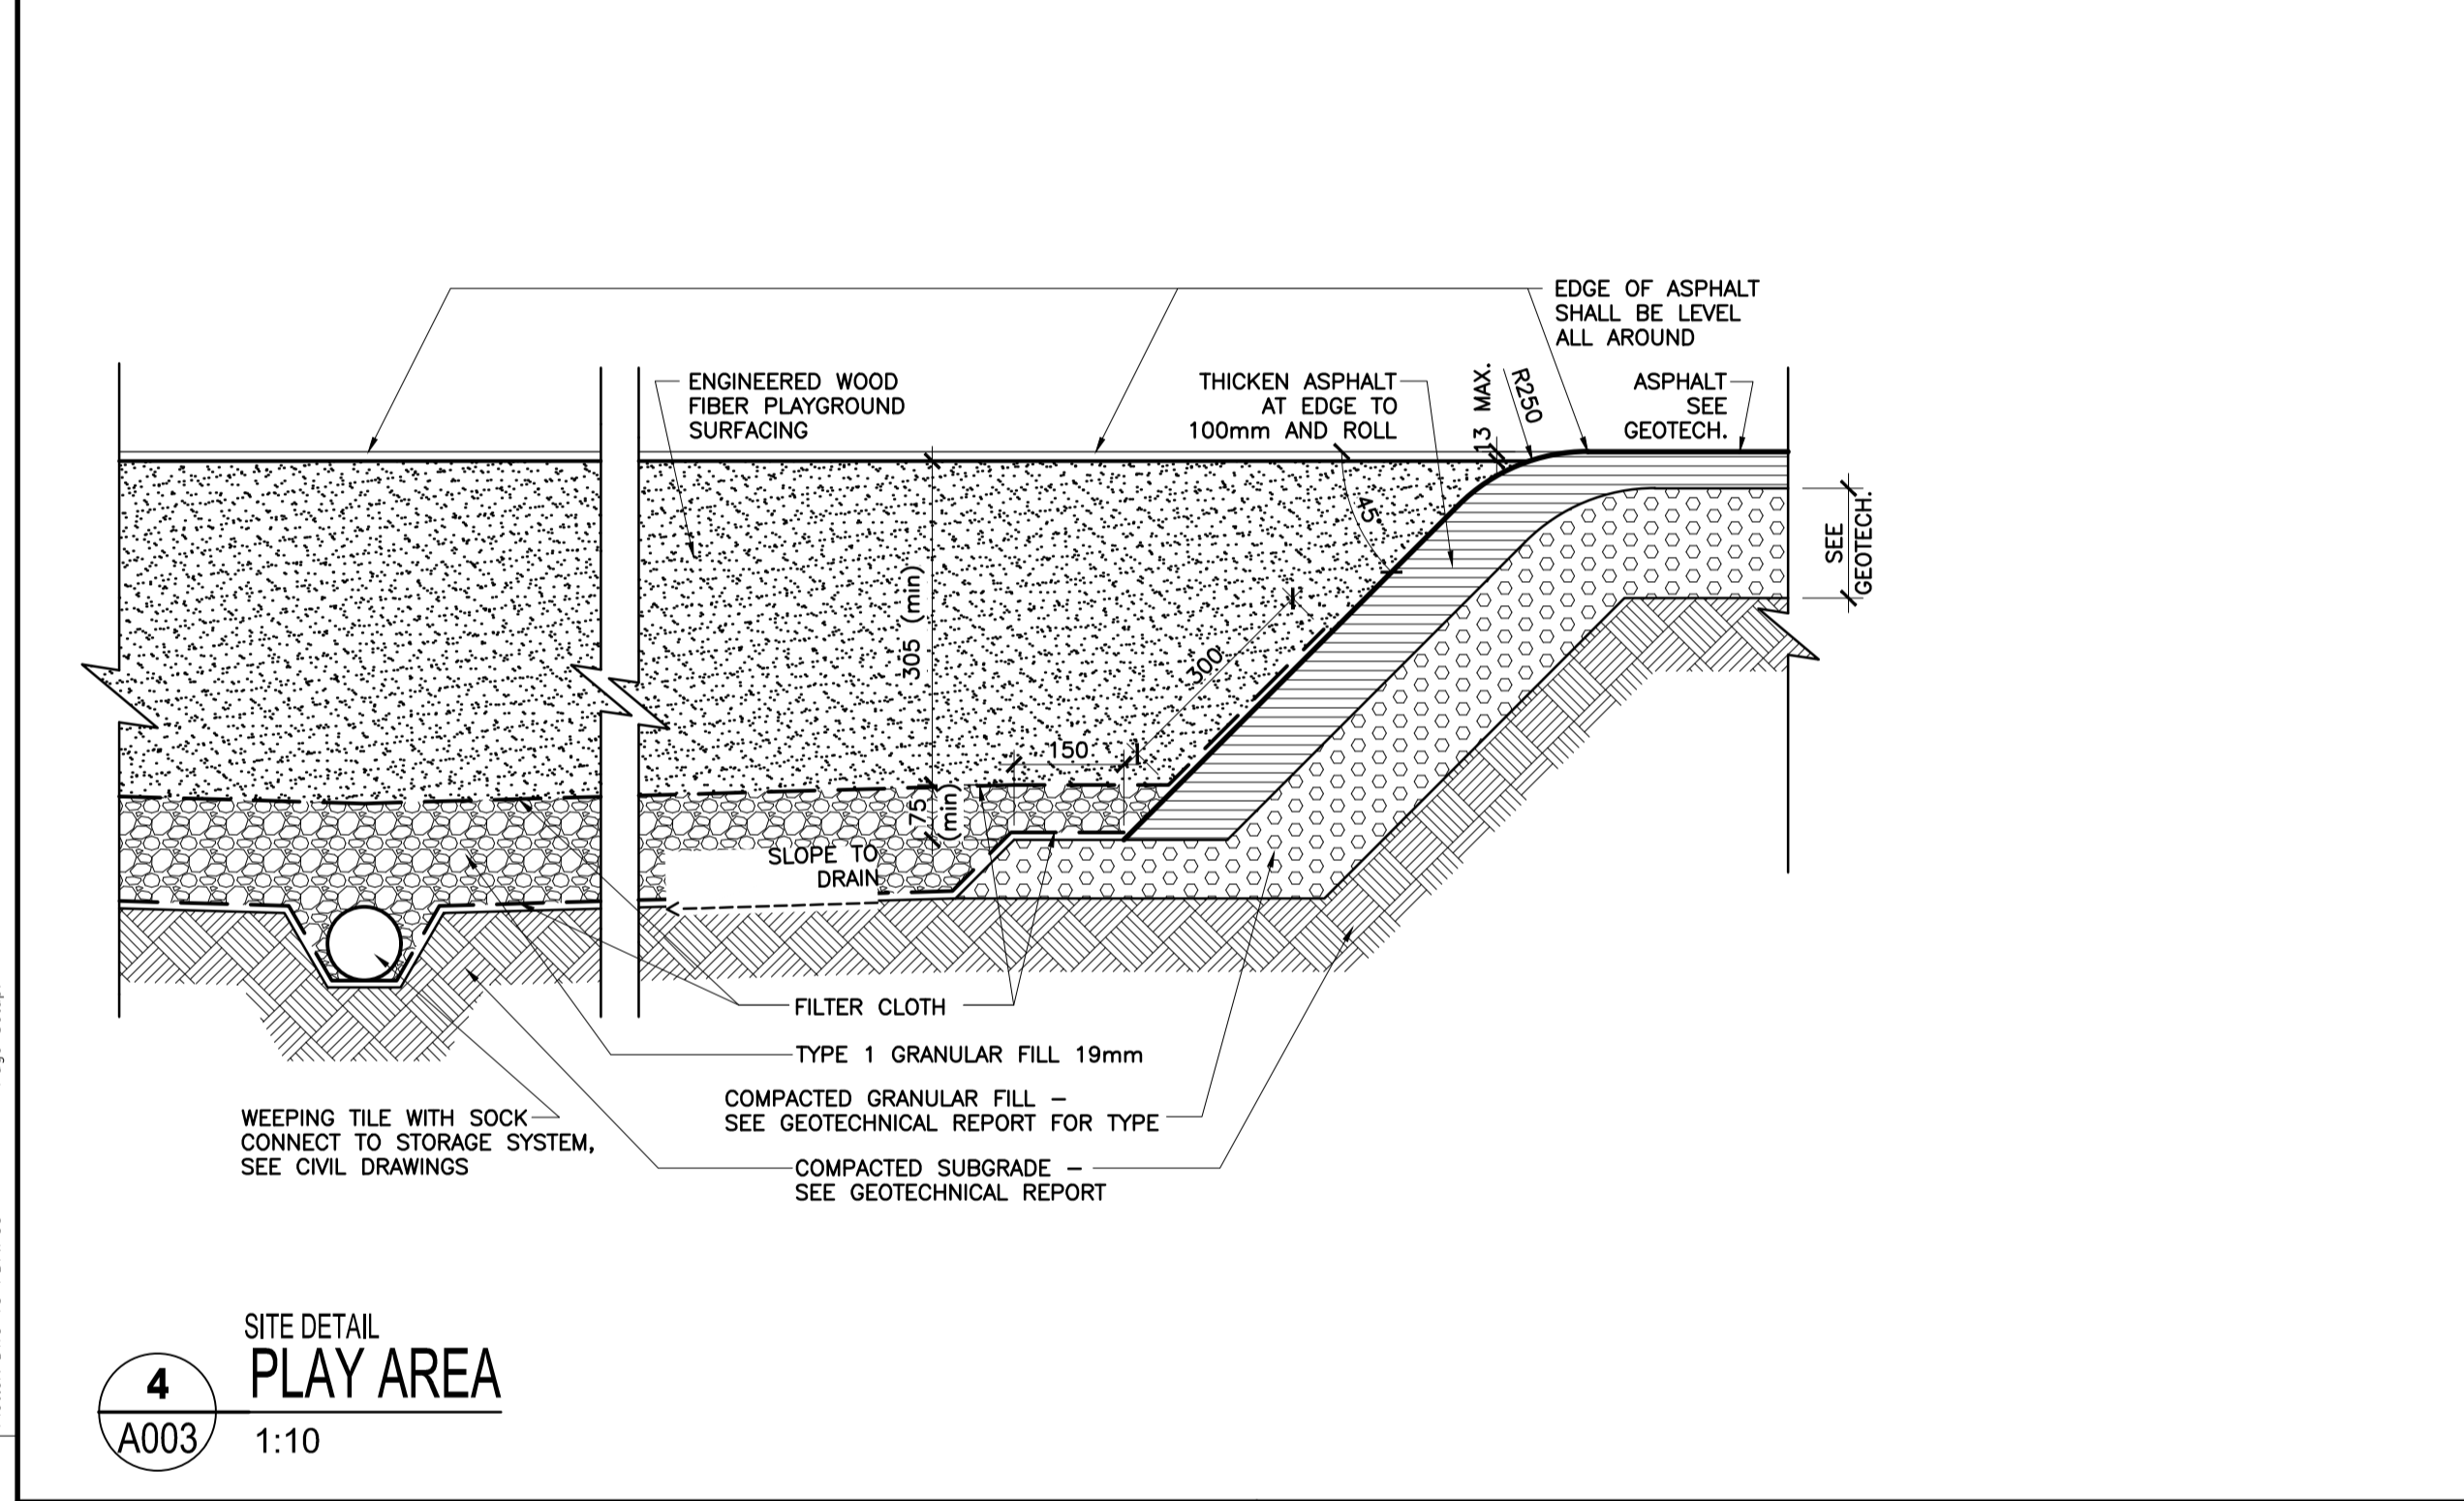 EDGE OF ASPHALT
SHALL BE LEVEL
ALL AROUND
ENGINEERED WOOD
FIBER PLAYGROUND
SURFACING
THICKEN ASPHALT
AT EDGE TO
100mm AND ROLL
13 MAX.
R250
ASPHALT
SEE
GEOTECH.
45
SEE
GEOTECH.
305 (min)
300
150
75
(min)
SLOPE TO
DRAIN
FILTER CLOTH
TYPE 1 GRANULAR FILL 19mm
COMPACTED GRANULAR FILL –
SEE GEOTECHNICAL REPORT FOR TYPE
WEEPING TILE WITH SOCK
CONNECT TO STORAGE SYSTEM,
SEE CIVIL DRAWINGS
COMPACTED SUBGRADE –
SEE GEOTECHNICAL REPORT
SITE DETAIL
PLAY AREA
4
A003
1:10